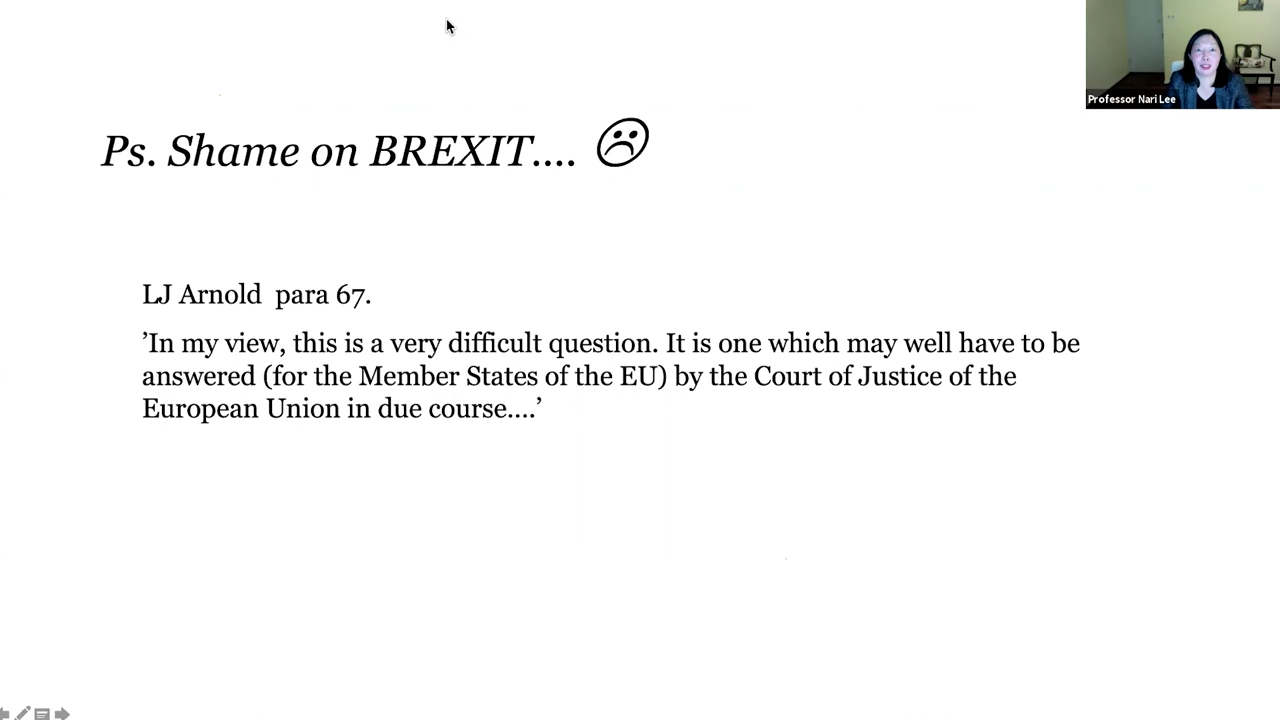 Professor Nari Lee
Ps. Shame on BREXIT.... ☹
LJ Arnold  para 67.
’In my view, this is a very difficult question. It is one which may well have to be
answered (for the Member States of the EU) by the Court of Justice of the
European Union in due course....’